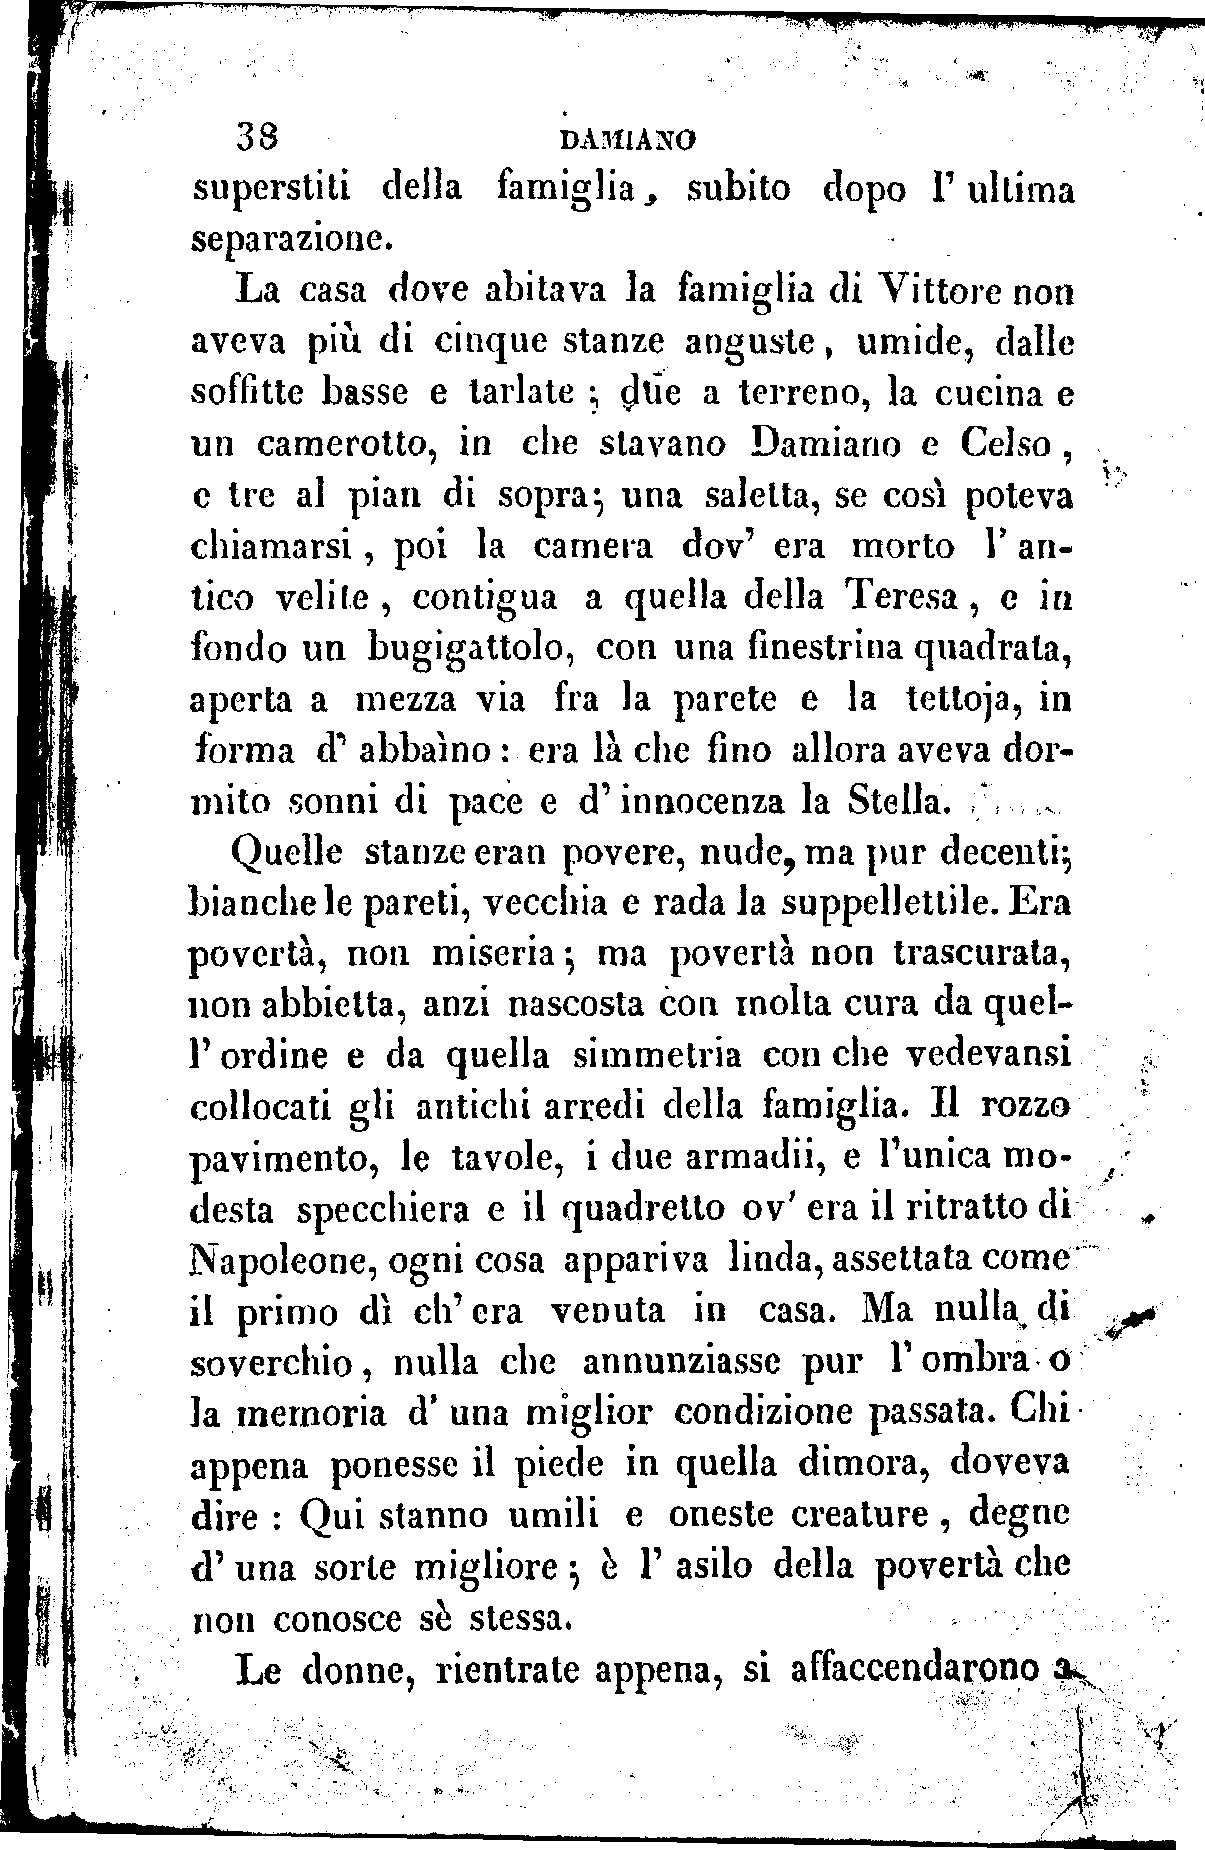 38 DAMIANO
superstiti della famiglia, subito dopo l' ultima
separazione.
La casa dove abitava la famiglia di Vittore non
aveva più di cinque stanze anguste, umide, dalle
soffitte basse e tarlate; due a terreno, la cucina e
un camerotto, in che stavano Damiano e Celso,
e tre al pian di sopra; una saletta, se così poteva
chiamarsi, poi la camera dov' era morto l' an-
tico velite, contigua a quella della Teresa, e in
fondo un bugigattolo, con una finestrina quadrata,
aperta a mezza via fra la parete e la tettoja, in
forma d' abbaìno: era là che fino allora aveva dor-
mito sonni di pace e d' innocenza la Stella.
Quelle stanze eran povere, nude, ma pur decenti;
bianche le pareti, vecchia e rada la suppellettile. Era
povertà, non miseria; ma povertà non trascurata,
non abbietta, anzi nascosta con molta cura da quel-
l' ordine e da quella simmetria con che vedevansi
collocati gli antichi arredi della famiglia. Il rozzo
pavimento, le tavole, i due armadii, e l'unica mo-
desta specchiera e il quadretto ov' era il ritratto di
Napoleone, ogni cosa appariva linda, assettata come
il primo dì ch' era venuta in casa. Ma nulla di
soverchio, nulla che annunziasse pur l' ombra o
la memoria d' una miglior condizione passata. Chi
appena ponesse il piede in quella dimora, doveva
dire: Qui stanno umili e oneste creature, degne
d' una sorte migliore; è l' asilo della povertà che
non conosce sè stessa.
Le donne, rientrate appena, si affaccendarono a